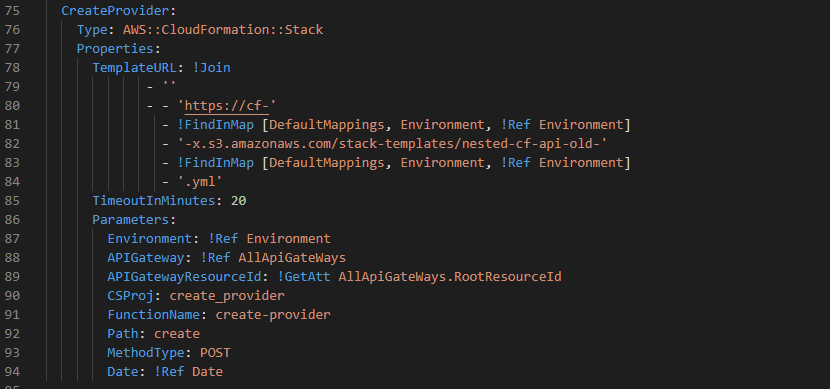 75 CreateProvider:
76 Type: AWS::CloudFormation::Stack
77 Properties:
78 TemplateURL: !Join
79 - ''
80 - - 'https://cf-'
81 - !FindInMap [DefaultMappings, Environment, !Ref Environment]
82 - '-x.s3.amazonaws.com/stack-templates/nested-cf-api-old-'
83 - !FindInMap [DefaultMappings, Environment, !Ref Environment]
84 - '.yml'
85 TimeoutInMinutes: 20
86 Parameters:
87 Environment: !Ref Environment
88 APIGateway: !Ref AllApiGateWays
89 APIGatewayResourceId: !GetAtt AllApiGateWays.RootResourceId
90 CSProj: create_provider
91 FunctionName: create-provider
92 Path: create
93 MethodType: POST
94 Date: !Ref Date